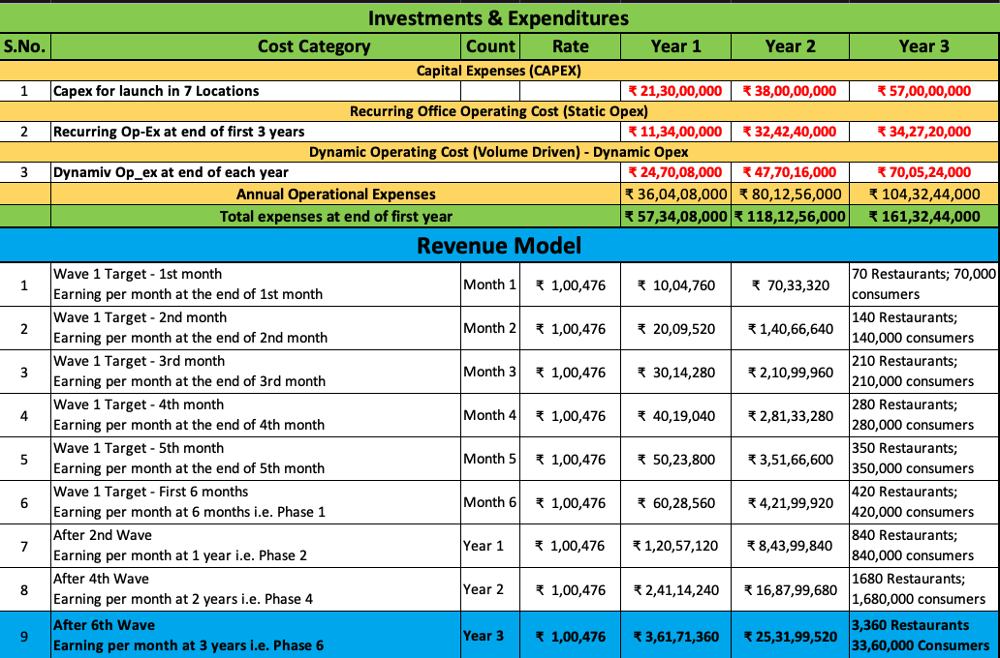 Investments & Expenditures
S.No. Cost Category Count Rate Year 1 Year 2 Year 3
Capital Expenses (CAPEX)
1 Capex for launch in 7 Locations ₹ 21,30,00,000 ₹ 38,00,00,000 ₹ 57,00,00,000
Recurring Office Operating Cost (Static Opex)
2 Recurring Op-Ex at end of first 3 years ₹ 11,34,00,000 ₹ 32,42,40,000 ₹ 34,27,20,000
Dynamic Operating Cost (Volume Driven) - Dynamic Opex
3 Dynamiv Op_ex at end of each year ₹ 24,70,08,000 ₹ 47,70,16,000 ₹ 70,05,24,000
Annual Operational Expenses ₹ 36,04,08,000 ₹ 80,12,56,000 ₹ 104,32,44,000
Total expenses at end of first year ₹ 57,34,08,000 ₹ 118,12,56,000 ₹ 161,32,44,000
Revenue Model
1 Wave 1 Target - 1st month Month 1 ₹ 1,00,476 ₹ 10,04,760 ₹ 70,33,320 70 Restaurants; 70,000
Earning per month at the end of 1st month consumers
2 Wave 1 Target - 2nd month Month 2 ₹ 1,00,476 ₹ 20,09,520 ₹ 1,40,66,640 140 Restaurants;
Earning per month at the end of 2nd month 140,000 consumers
3 Wave 1 Target - 3rd month Month 3 ₹ 1,00,476 ₹ 30,14,280 ₹ 2,10,99,960 210 Restaurants;
Earning per month at the end of 3rd month 210,000 consumers
4 Wave 1 Target - 4th month Month 4 ₹ 1,00,476 ₹ 40,19,040 ₹ 2,81,33,280 280 Restaurants;
Earning per month at the end of 4th month 280,000 consumers
5 Wave 1 Target - 5th month Month 5 ₹ 1,00,476 ₹ 50,23,800 ₹ 3,51,66,600 350 Restaurants;
Earning per month at the end of 5th month 350,000 consumers
6 Wave 1 Target - First 6 months Month 6 ₹ 1,00,476 ₹ 60,28,560 ₹ 4,21,99,920 420 Restaurants;
Earning per month at 6 months i.e. Phase 1 420,000 consumers
7 After 2nd Wave Year 1 ₹ 1,00,476 ₹ 1,20,57,120 ₹ 8,43,99,840 840 Restaurants;
Earning per month at 1 year i.e. Phase 2 840,000 consumers
8 After 4th Wave Year 2 ₹ 1,00,476 ₹ 2,41,14,240 ₹ 16,87,99,680 1680 Restaurants;
Earning per month at 2 years i.e. Phase 4 1,680,000 consumers
9 After 6th Wave Year 3 ₹ 1,00,476 ₹ 3,61,71,360 ₹ 25,31,99,520 3,360 Restaurants
Earning per month at 3 years i.e. Phase 6 33,60,000 Consumers